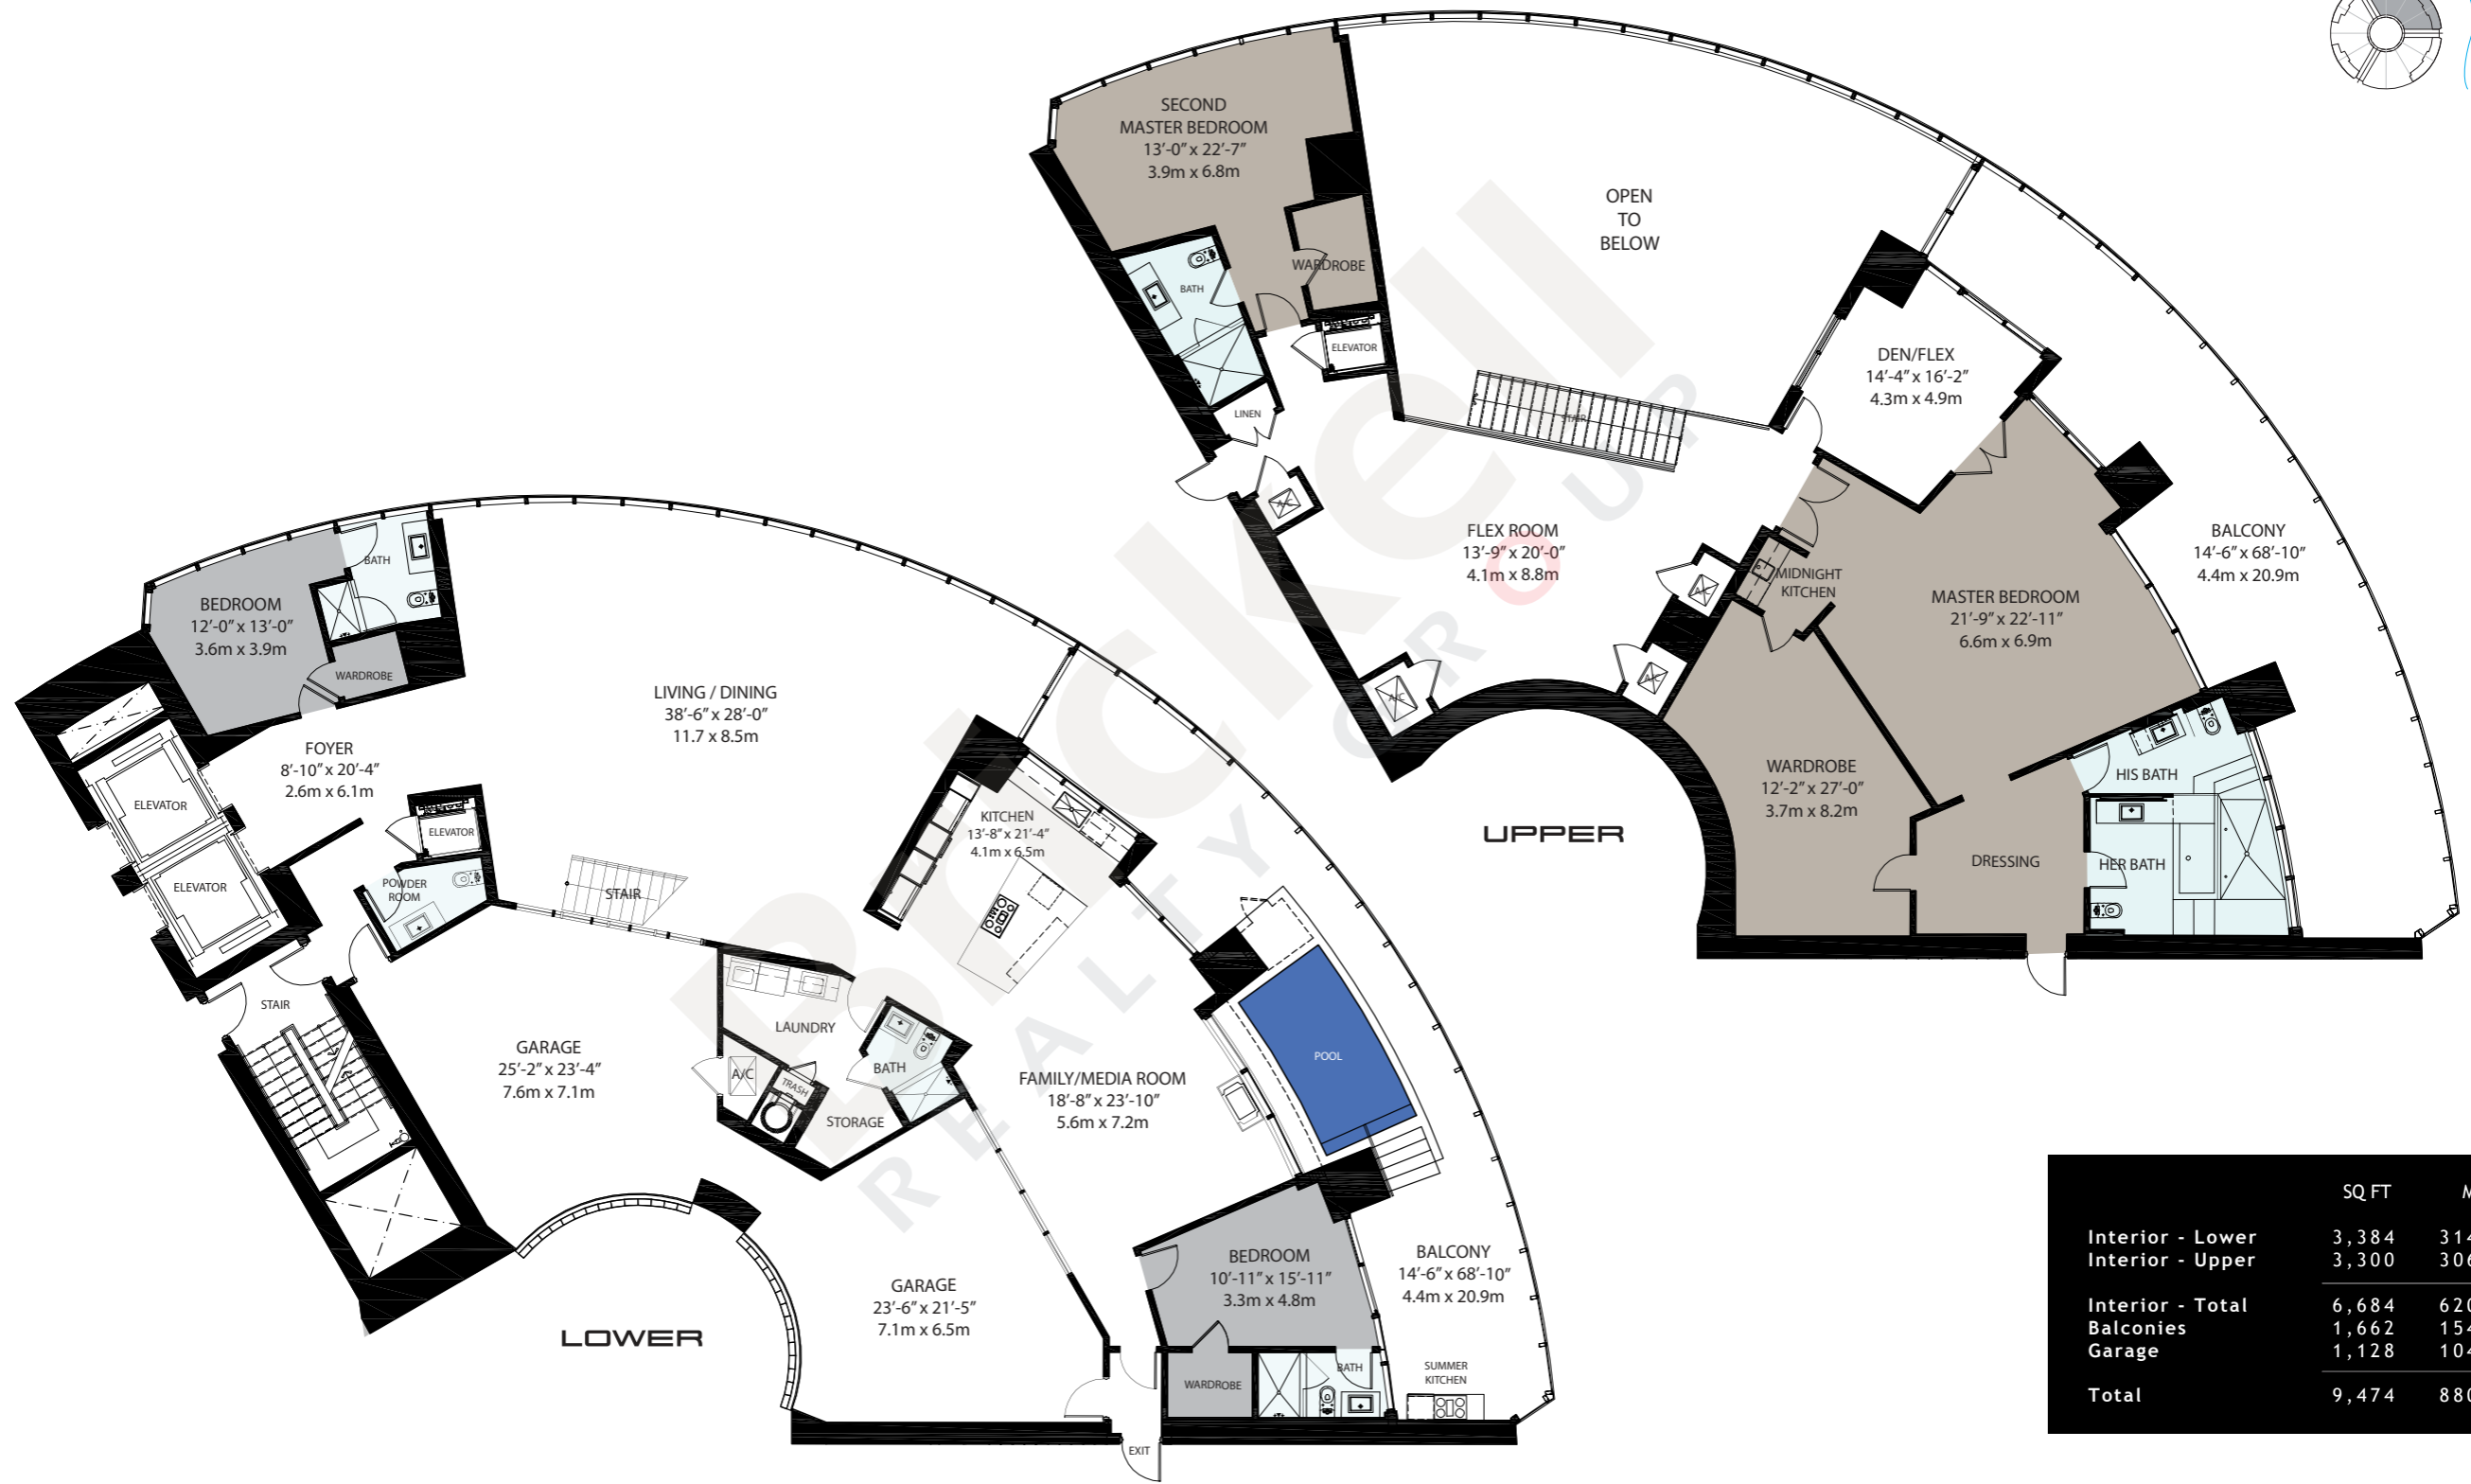 SECOND
MASTER BEDROOM
13'-0" x 22'-7"
3.9m x 6.8m
WARDROBE
BATH
ELEVATOR
LINEN
A/C
OPEN
TO
BELOW
STAIR
DEN/FLEX
14'-4" x 16'-2"
4.3m x 4.9m
FLEX ROOM
13'-9" x 20'-0"
4.1m x 8.8m
A/C
A/C
A/C
MIDNIGHT
KITCHEN
MASTER BEDROOM
21'-9" x 22'-11"
6.6m x 6.9m
BALCONY
14'-6" x 68'-10"
4.4m x 20.9m
WARDROBE
12'-2" x 27'-0"
3.7m x 8.2m
HIS BATH
DRESSING
HER BATH
UPPER
BEDROOM
12'-0" x 13'-0"
3.6m x 3.9m
BATH
WARDROBE
FOYER
8'-10" x 20'-4"
2.6m x 6.1m
ELEVATOR
ELEVATOR
ELEVATOR
POWDER
ROOM
LIVING / DINING
38'-6" x 28'-0"
11.7 x 8.5m
STAIR
STAIR
KITCHEN
13'-8" x 21'-4"
4.1m x 6.5m
LAUNDRY
A/C
TRASH
BATH
STORAGE
GARAGE
25'-2" x 23'-4"
7.6m x 7.1m
FAMILY/MEDIA ROOM
18'-8" x 23'-10"
5.6m x 7.2m
POOL
GARAGE
23'-6" x 21'-5"
7.1m x 6.5m
BEDROOM
10'-11" x 15'-11"
3.3m x 4.8m
WARDROBE
BATH
BALCONY
14'-6" x 68'-10"
4.4m x 20.9m
SUMMER
KITCHEN
EXIT
LOWER
Brickell
REALTY GROUP
SQ FT M
Interior - Lower 3,384 314
Interior - Upper 3,300 306
Interior - Total 6,684 620
Balconies 1,662 154
Garage 1,128 104
Total 9,474 880